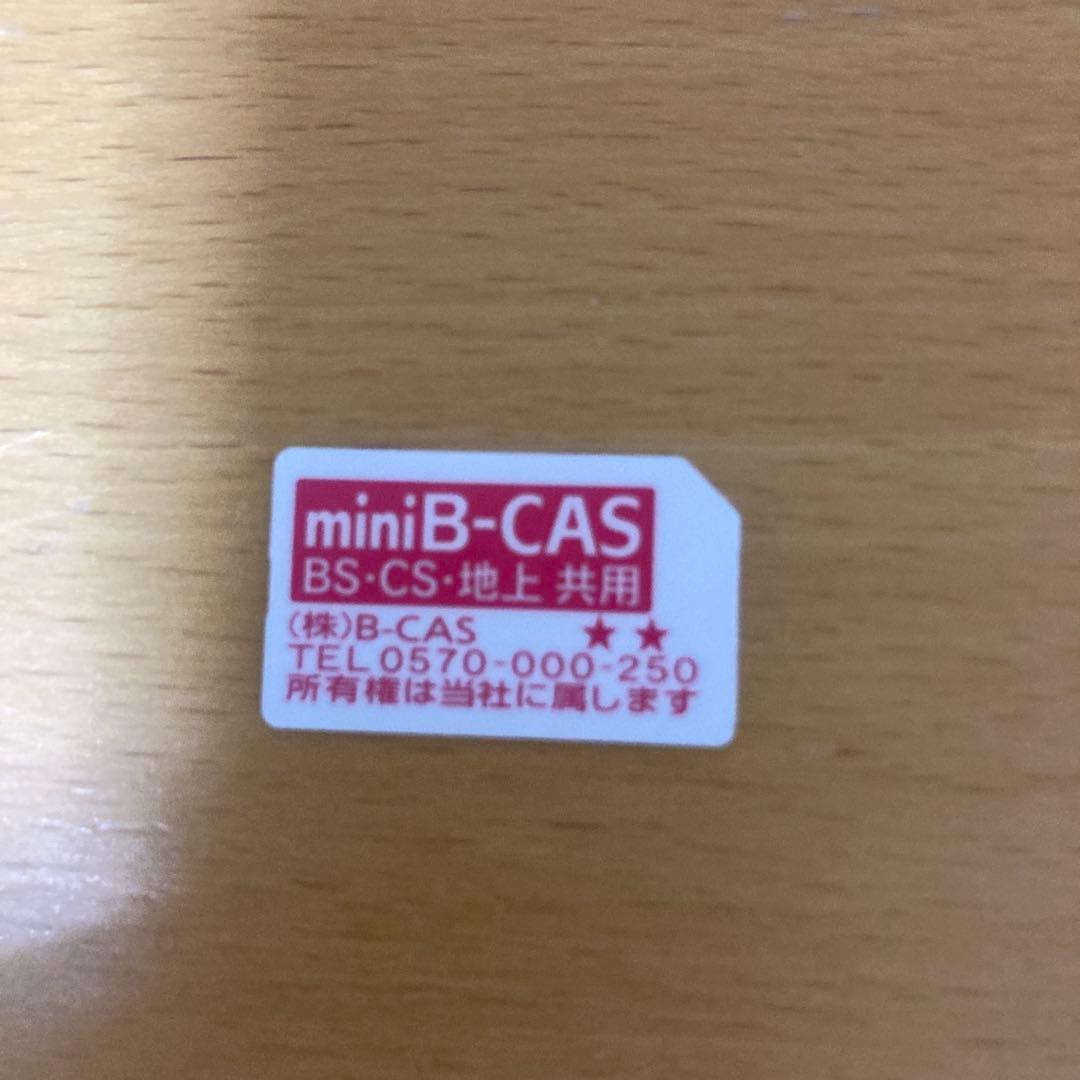 miniB-CAS
BS・CS・地上 共用
(株)B-CAS ★★
TEL 0570-000-250
所有権は当社に属します